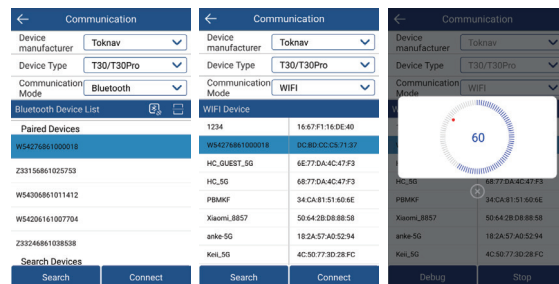 Communication
Device manufacturer
Toknav
Device Type
T30/T30Pro
Communication Mode
Bluetooth
Bluetooth Device List
Paired Devices
W54276861000018
Z33156861025753
W54306861011412
W54206161007704
Z33246861038538
Search Devices
Search
Connect
Communication
Device manufacturer
Toknav
Device Type
T30/T30Pro
Communication Mode
WIFI
WIFI Device
1234 16:67:F1:16:DE:40
W54276861000018 DC:BD:CC:C5:71:37
HC_GUEST_5G 6E:77:DA:4C:47:F3
HC_5G 68:77:DA:4C:47:F3
PBMKF 34:CA:81:51:60:6E
Xiaomi_8857 50:64:2B:D8:88:58
anke-5G 18:2A:57:A0:52:94
Keii_5G 4C:50:77:3D:28:FC
Search
Connect
Communication
Device manufacturer
Toknav
Device Type
T30/T30Pro
Communication Mode
WIFI
60
HC_5G 68:77:DA:4C:47:F3
PBMKF 34:CA:81:51:60:6E
Xiaomi_8857 50:64:2B:D8:88:58
anke-5G 18:2A:57:A0:52:94
Keii_5G 4C:50:77:3D:28:FC
Debug
Stop